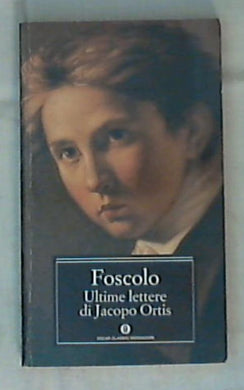 Foscolo
Ultime lettere
di Jacopo Ortis
OSCAR CLASSICI MONDADORI